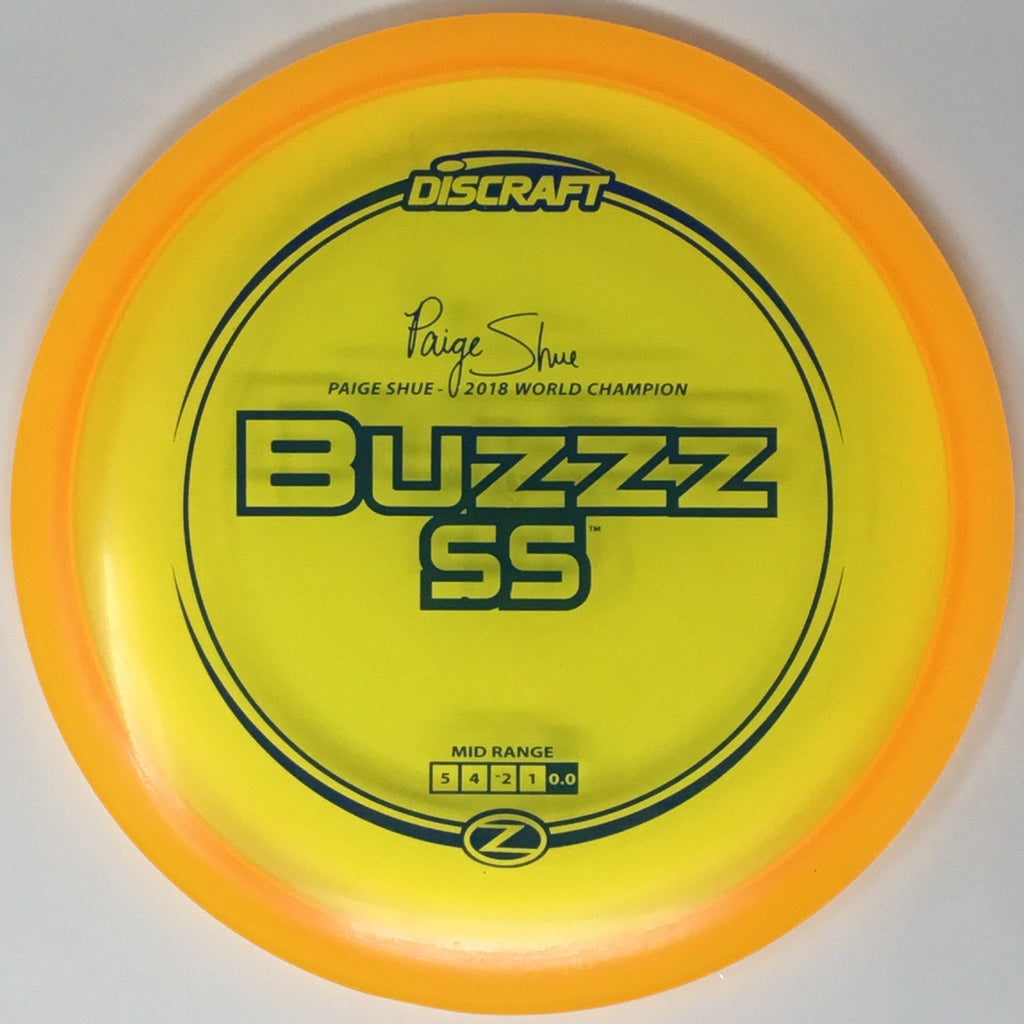 DISCRAFT
Paige Shue
PAIGE SHUE - 2018 WORLD CHAMPION
BUZZZ
SS™
MID RANGE
5 4 -2 1 0.0
Z